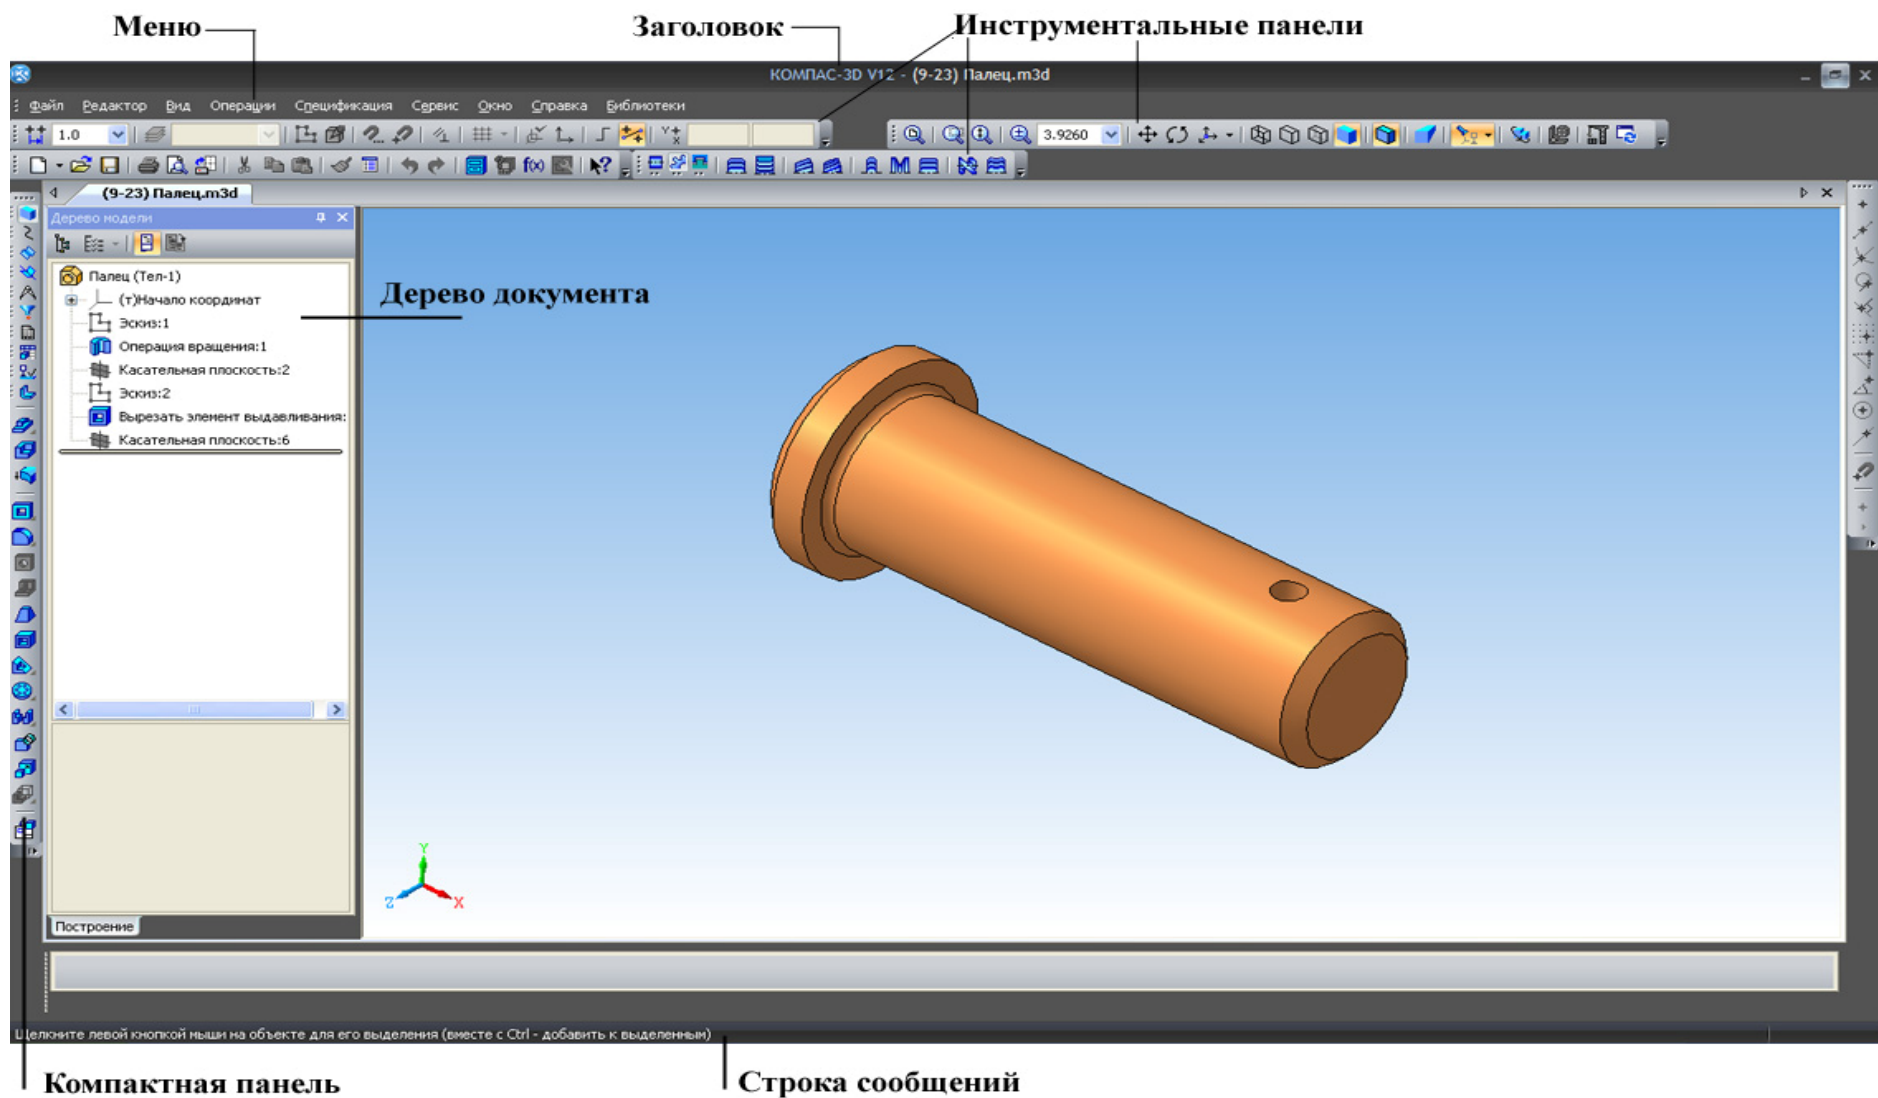 Меню
Заголовок
Инструментальные панели
КОМПАС-3D V12 - (9-23) Палец.m3d
Файл Редактор Вид Операции Спецификация Сервис Окно Справка Библиотеки
1.0
3.9260
f(x)
(9-23) Палец.m3d
Дерево модели
Палец (Тел-1)
(т)Начало координат
Эскиз:1
Операция вращения:1
Касательная плоскость:2
Эскиз:2
Вырезать элемент выдавливания:
Касательная плоскость:6
Дерево документа
Y
Z
X
Построение
Щелкните левой кнопкой мыши на объекте для его выделения (вместе с Ctrl - добавить к выделенным)
Компактная панель
Строка сообщений